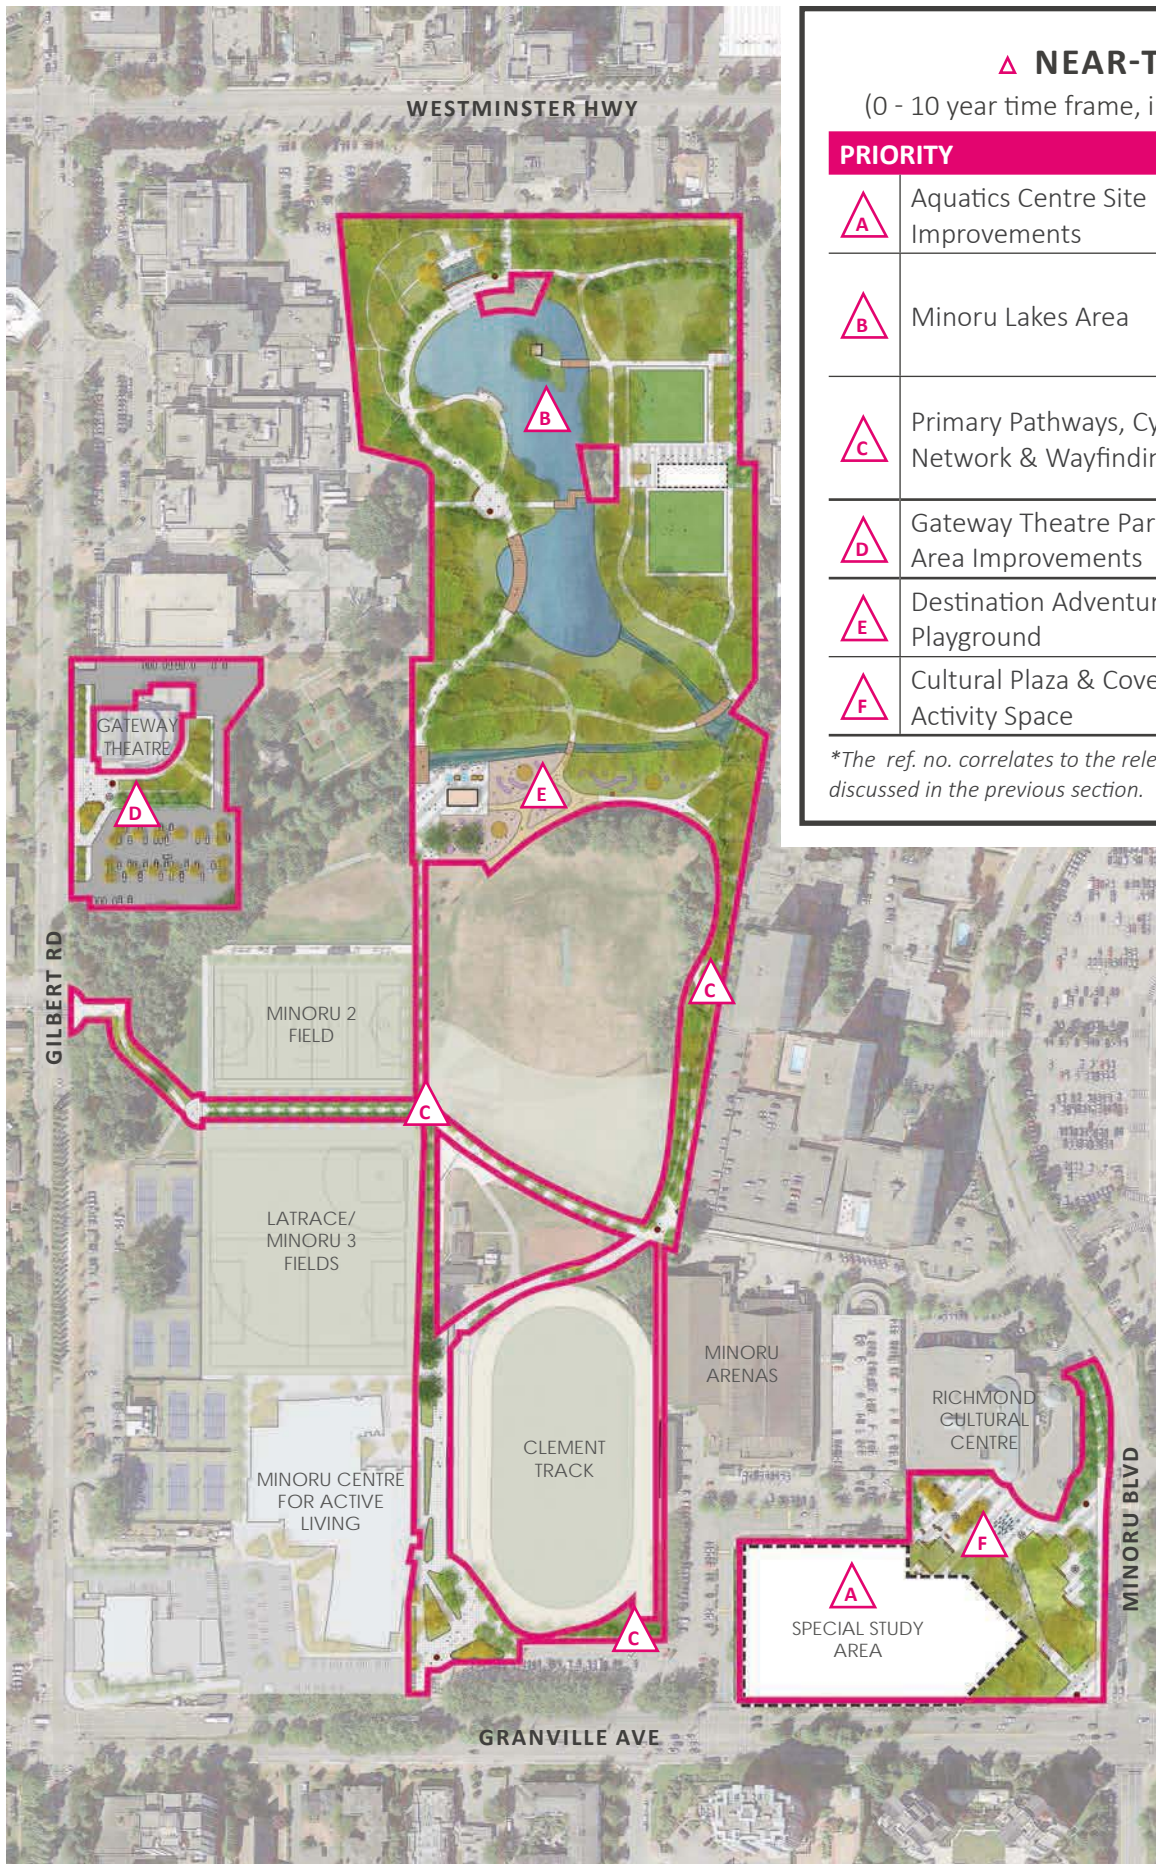 WESTMINSTER HWY
△ NEAR-T
(0 - 10 year time frame, i
PRIORITY
A
Aquatics Centre Site
Improvements
B
Minoru Lakes Area
C
Primary Pathways, Cy
Network & Wayfindin
D
Gateway Theatre Par
Area Improvements
E
Destination Adventur
Playground
F
Cultural Plaza & Cove
Activity Space
*The ref. no. correlates to the rele
discussed in the previous section.
B
GATEWAY
THEATRE
D
E
GILBERT RD
C
MINORU 2
FIELD
C
LATRACE/
MINORU 3
FIELDS
MINORU
ARENAS
RICHMOND
CULTURAL
CENTRE
CLEMENT
TRACK
MINORU CENTRE
FOR ACTIVE
LIVING
MINORU BLVD
F
A
SPECIAL STUDY
AREA
C
GRANVILLE AVE